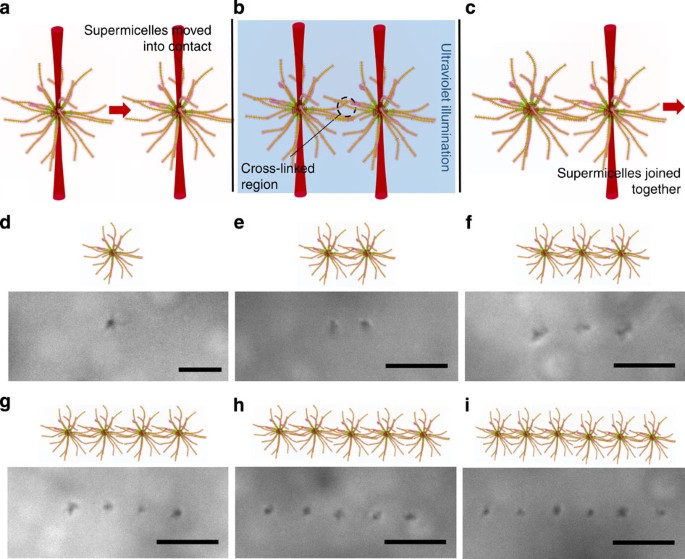 a
Supermicelles moved
into contact
b
Ultraviolet illumination
Cross-linked
region
c
Supermicelles joined
together
d
e
f
g
h
i